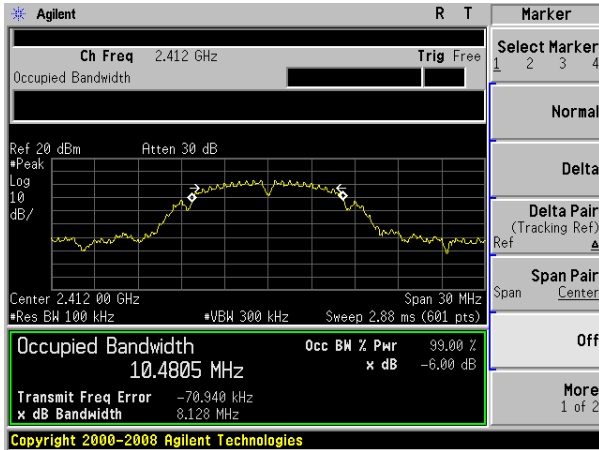 Agilent R T
Marker
Ch Freq 2.412 GHz Trig Free
Occupied Bandwidth
Select Marker
1 2 3 4
Normal
Delta
Delta Pair
(Tracking Ref)
Ref Δ
Span Pair
Span Center
Off
More
1 of 2
Ref 20 dBm Atten 30 dB
#Peak
Log
10
dB/
Center 2.412 00 GHz Span 30 MHz
#Res BW 100 kHz #VBW 300 kHz Sweep 2.88 ms (601 pts)
Occupied Bandwidth
10.4805 MHz
Occ BW % Pwr 99.00 %
x dB -6.00 dB
Transmit Freq Error -70.940 kHz
x dB Bandwidth 8.128 MHz
Copyright 2000-2008 Agilent Technologies